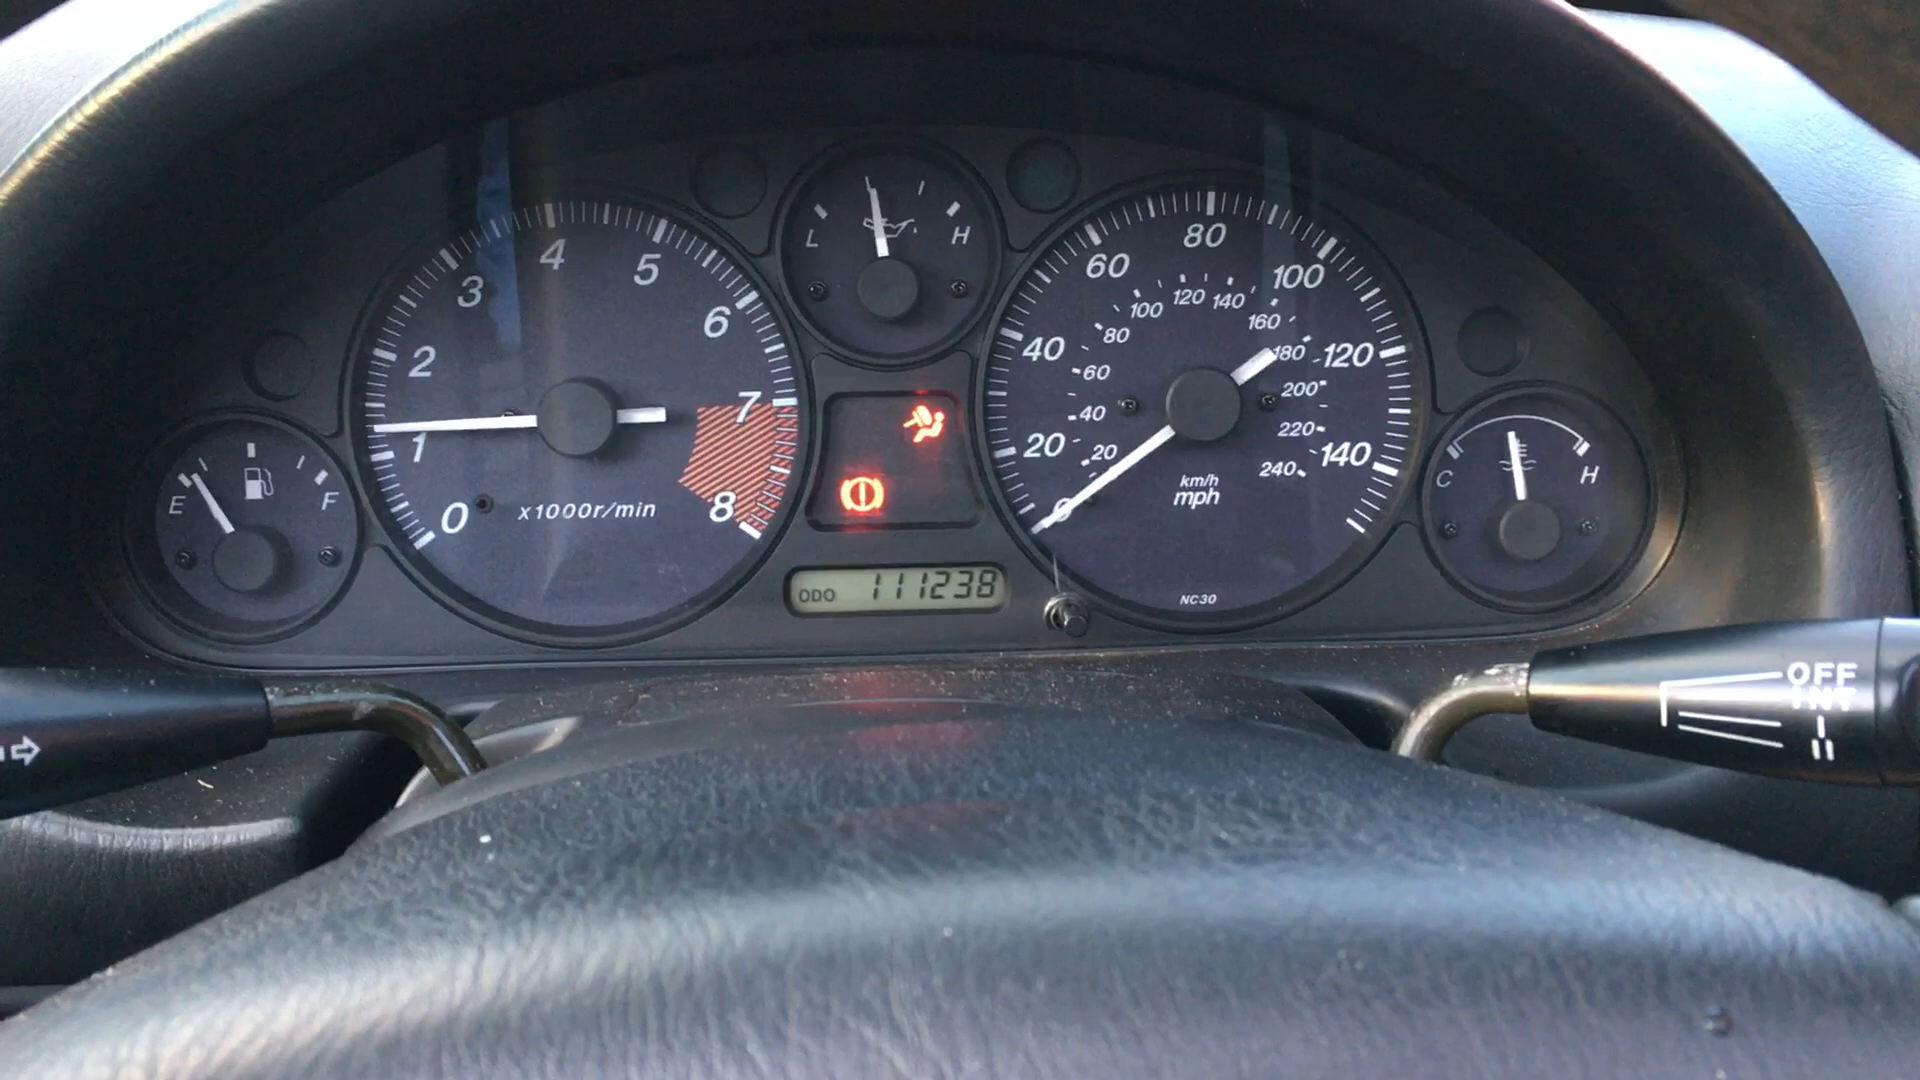 0 1 2 3 4 5 6 7 8
x1000r/min
E F
L H
ODO 111238
0 20 40 60 80 100 120 140
20 40 60 80 100 120 140 160 180 200 220 240
km/h
mph
NC30
C H
OFF
INT
I
II